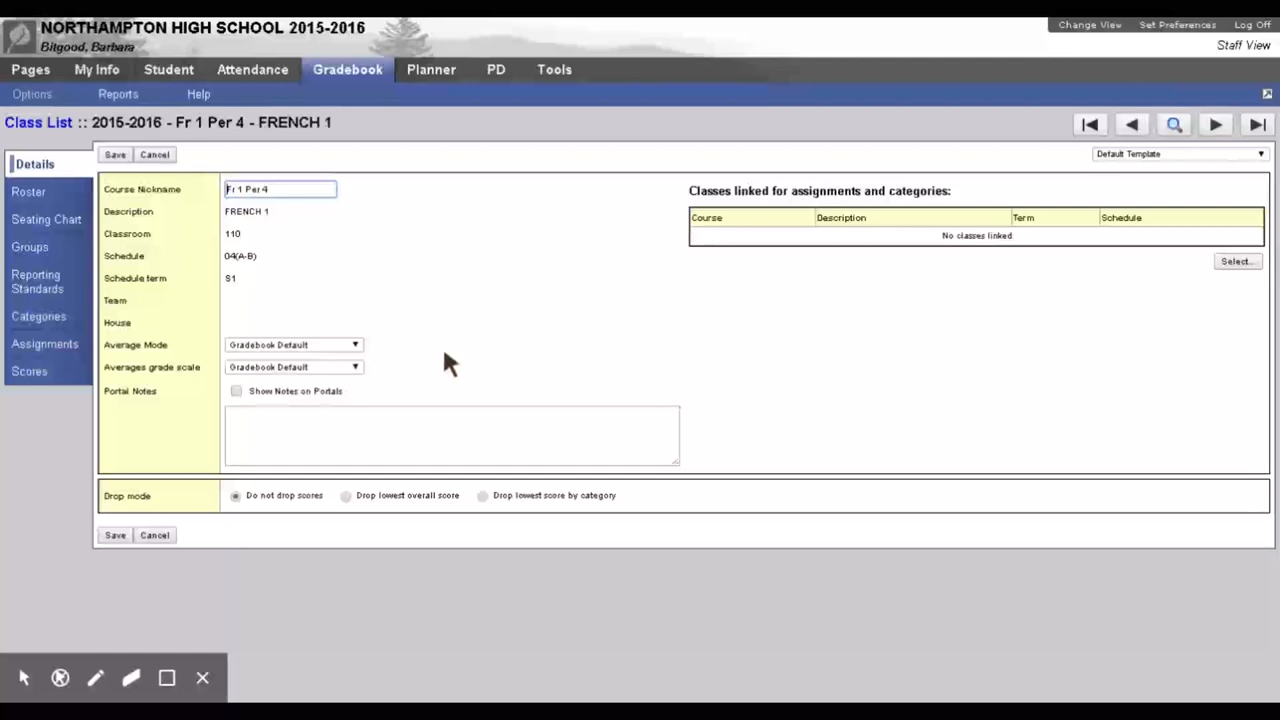 NORTHAMPTON HIGH SCHOOL 2015-2016
Bitgood, Barbara
Change View Set Preferences Log Off
Staff View
Pages My Info Student Attendance Gradebook Planner PD Tools
Options Reports Help
Class List :: 2015-2016 - Fr 1 Per 4 - FRENCH 1
Details
Roster
Seating Chart
Groups
Reporting
Standards
Categories
Assignments
Scores
Save Cancel
Default Template
Course Nickname Fr 1 Per 4
Description FRENCH 1
Classroom 110
Schedule 04(A-B)
Schedule term S1
Team
House
Average Mode Gradebook Default
Averages grade scale Gradebook Default
Portal Notes Show Notes on Portals
Classes linked for assignments and categories:
Course Description Term Schedule
No classes linked
Select...
Drop mode Do not drop scores Drop lowest overall score Drop lowest score by category
Save Cancel